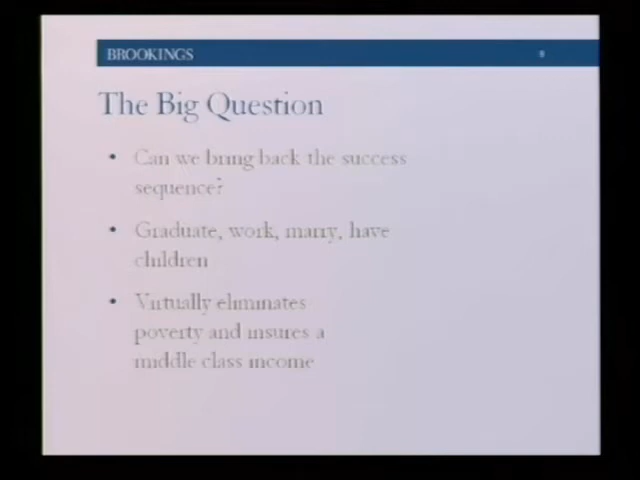 BROOKINGS
The Big Question
• Can we bring back the success
sequence?
• Graduate, work, marry, have
children
• Virtually eliminates
poverty and insures a
middle class income